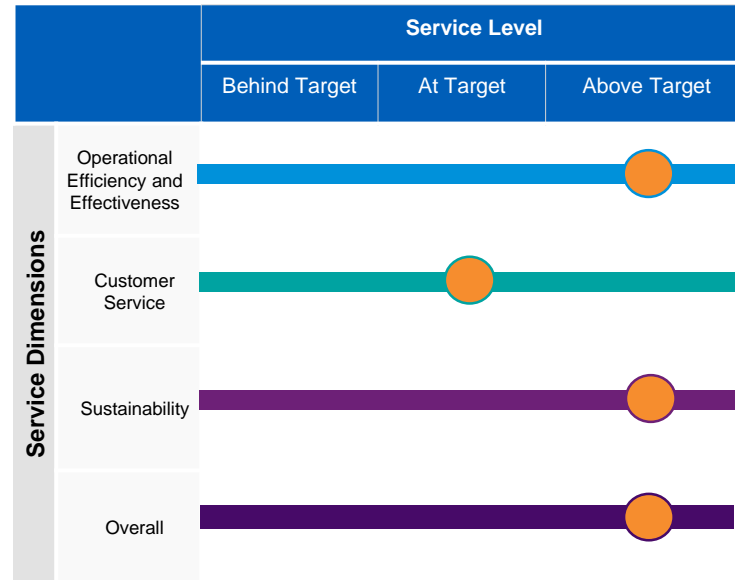 Service Level
Behind Target
At Target
Above Target
Service Dimensions
Operational
Efficiency and
Effectiveness
Customer
Service
Sustainability
Overall